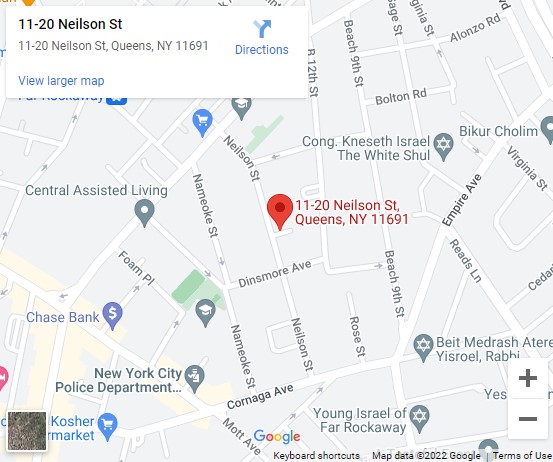 11-20 Neilson St
11-20 Neilson St, Queens, NY 11691
Directions
View larger map
Far Rockaway
B 12th St
Beach 9th St
Alonzo Rd
Bolton Rd
Virginia St
Cong. Kneseth Israel
The White Shul
Bikur Cholim
Virginia St
Neilson St
Nameoke St
Central Assisted Living
11-20 Neilson St,
Queens, NY 11691
Empire Ave
Reads Ln
Cedar
Foam Pl
Dinsmore Ave
Beach 9th St
Chase Bank
Rose St
Neilson St
Nameoke St
Beit Medrash Atere
Yisroel, Rabbi
New York City
Police Department...
Cornaga Ave
Mott Ave
Kosher
Young Israel of
Far Rockaway
Google
Keyboard shortcuts
Map data ©2022 Google
Terms of Use